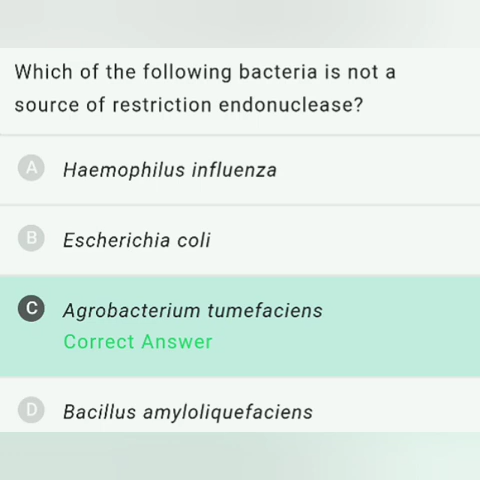 Which of the following bacteria is not a
source of restriction endonuclease?
A Haemophilus influenza
B Escherichia coli
C Agrobacterium tumefaciens
Correct Answer
D Bacillus amyloliquefaciens